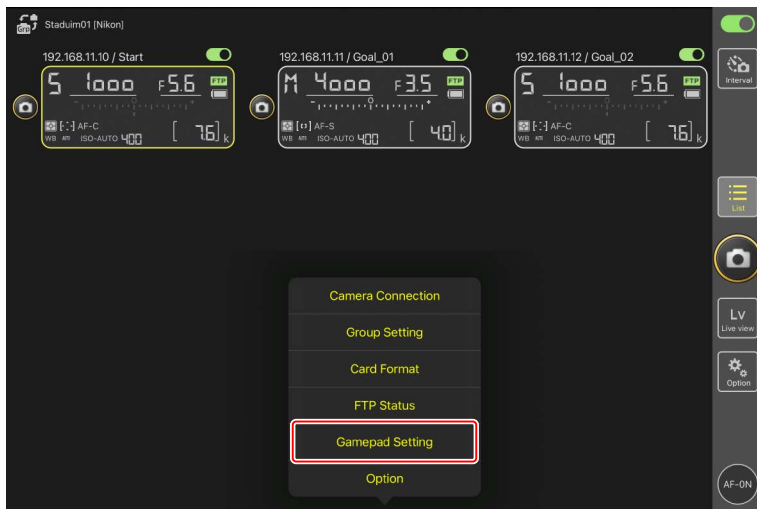 Grp Staduim01 [Nikon]
192.168.11.10 / Start
S 1000 F5.6 FTP
AF-C
WB ISO-AUTO 400 [ 7.6] k
192.168.11.11 / Goal_01
M 4000 F3.5 FTP
AF-S
WB ISO-AUTO 400 [ 4.0] k
192.168.11.12 / Goal_02
S 1000 F5.6 FTP
AF-C
WB ISO-AUTO 400 [ 7.6] k
Interval
List
Lv
Live view
Option
AF-ON
Camera Connection
Group Setting
Card Format
FTP Status
Gamepad Setting
Option